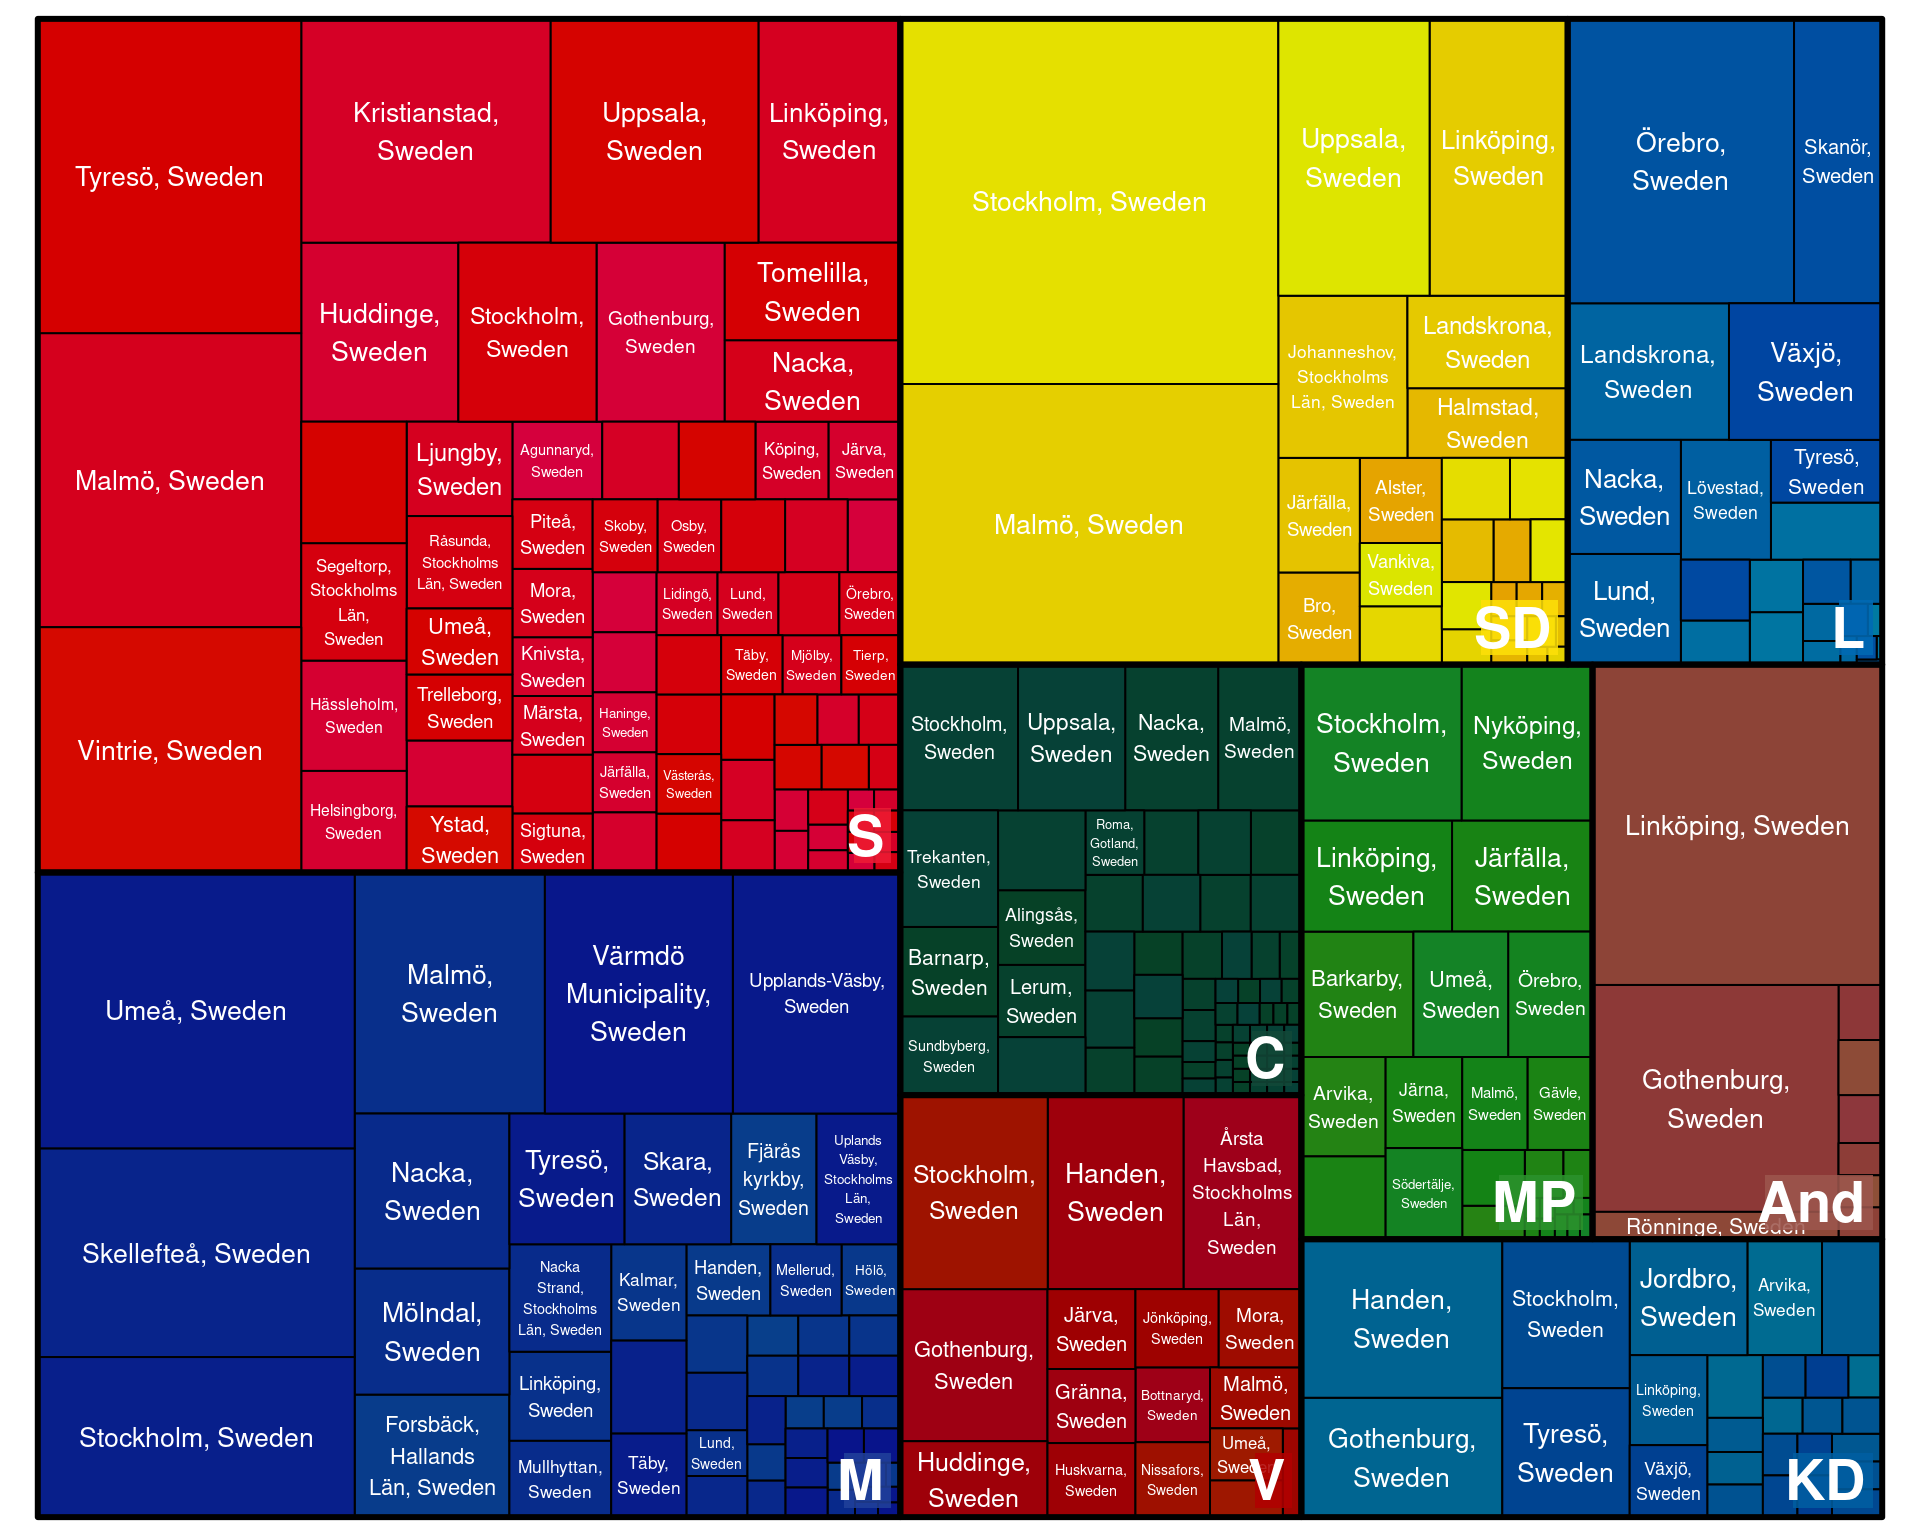 Tyresö, Sweden
Malmö, Sweden
Vintrie, Sweden
Kristianstad,
Sweden
Uppsala,
Sweden
Linköping,
Sweden
Huddinge,
Sweden
Stockholm,
Sweden
Gothenburg,
Sweden
Tomelilla,
Sweden
Nacka,
Sweden
Segeltorp,
Stockholms
Län,
Sweden
Hässleholm,
Sweden
Helsingborg,
Sweden
Ljungby,
Sweden
Råsunda,
Stockholms
Län, Sweden
Umeå,
Sweden
Trelleborg,
Sweden
Ystad,
Sweden
Agunnaryd,
Sweden
Köping,
Sweden
Järva,
Sweden
Piteå,
Sweden
Mora,
Sweden
Knivsta,
Sweden
Märsta,
Sweden
Sigtuna,
Sweden
Skoby,
Sweden
Osby,
Sweden
Lidingö,
Sweden
Lund,
Sweden
Örebro,
Sweden
Haninge,
Sweden
Järfälla,
Sweden
Täby,
Sweden
Mjölby,
Sweden
Tierp,
Sweden
Västerås,
Sweden
S
Stockholm, Sweden
Malmö, Sweden
Uppsala,
Sweden
Linköping,
Sweden
Johanneshov,
Stockholms
Län, Sweden
Landskrona,
Sweden
Halmstad,
Sweden
Järfälla,
Sweden
Bro,
Sweden
Alster,
Sweden
Vankiva,
Sweden
SD
Örebro,
Sweden
Skanör,
Sweden
Landskrona,
Sweden
Växjö,
Sweden
Nacka,
Sweden
Lund,
Sweden
Lövestad,
Sweden
Tyresö,
Sweden
L
Umeå, Sweden
Skellefteå, Sweden
Stockholm, Sweden
Malmö,
Sweden
Värmdö
Municipality,
Sweden
Upplands-Väsby,
Sweden
Nacka,
Sweden
Mölndal,
Sweden
Forsbäck,
Hallands
Län, Sweden
Tyresö,
Sweden
Skara,
Sweden
Fjärås
kyrkby,
Sweden
Uplands
Väsby,
Stockholms
Län,
Sweden
Nacka
Strand,
Stockholms
Län, Sweden
Linköping,
Sweden
Mullhyttan,
Sweden
Kalmar,
Sweden
Täby,
Sweden
Handen,
Sweden
Mellerud,
Sweden
Hölö,
Sweden
Lund,
Sweden
M
Stockholm,
Sweden
Uppsala,
Sweden
Nacka,
Sweden
Malmö,
Sweden
Trekanten,
Sweden
Barnarp,
Sweden
Sundbyberg,
Sweden
Alingsås,
Sweden
Lerum,
Sweden
Roma,
Gotland,
Sweden
C
Stockholm,
Sweden
Handen,
Sweden
Årsta
Havsbad,
Stockholms
Län,
Sweden
Gothenburg,
Sweden
Huddinge,
Sweden
Järva,
Sweden
Gränna,
Sweden
Huskvarna,
Sweden
Jönköping,
Sweden
Mora,
Sweden
Bottnaryd,
Sweden
Nissafors,
Sweden
Malmö,
Sweden
Umeå,
Sweden
V
Stockholm,
Sweden
Nyköping,
Sweden
Linköping,
Sweden
Järfälla,
Sweden
Barkarby,
Sweden
Umeå,
Sweden
Örebro,
Sweden
Arvika,
Sweden
Järna,
Sweden
Södertälje,
Sweden
Malmö,
Sweden
Gävle,
Sweden
MP
Linköping, Sweden
Gothenburg,
Sweden
Rönninge, Sweden
And
Handen,
Sweden
Gothenburg,
Sweden
Stockholm,
Sweden
Tyresö,
Sweden
Jordbro,
Sweden
Arvika,
Sweden
Linköping,
Sweden
Växjö,
Sweden
KD